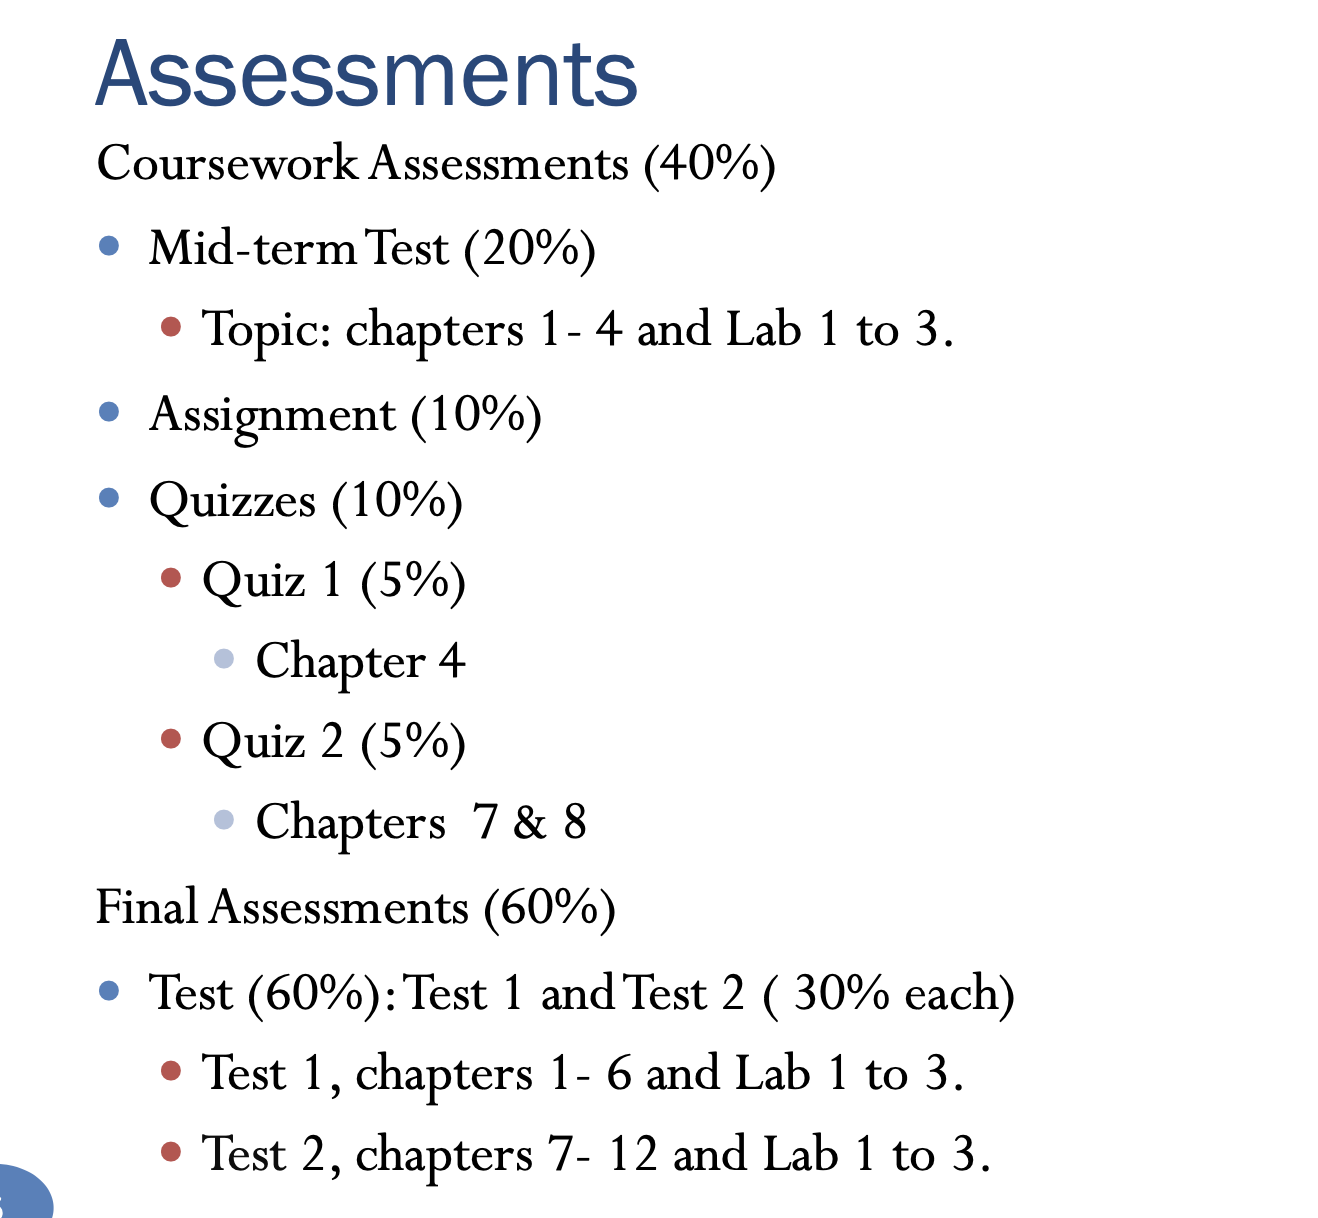 Assessments
Coursework Assessments (40%)
• Mid-term Test (20%)
• Topic: chapters 1- 4 and Lab 1 to 3.
• Assignment (10%)
• Quizzes (10%)
• Quiz 1 (5%)
• Chapter 4
• Quiz 2 (5%)
• Chapters  7 & 8
Final Assessments (60%)
• Test (60%): Test 1 and Test 2 ( 30% each)
• Test 1, chapters 1- 6 and Lab 1 to 3.
• Test 2, chapters 7- 12 and Lab 1 to 3.